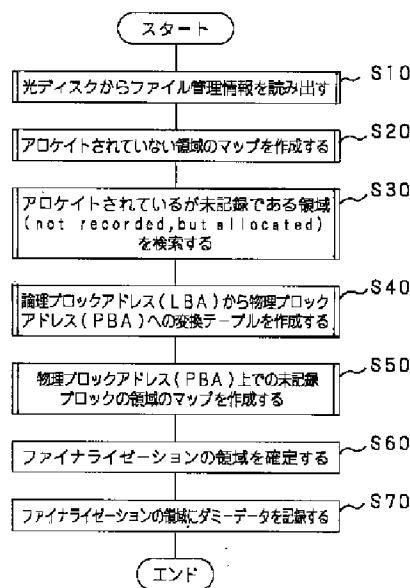 スタート
光ディスクからファイル管理情報を読み出す
S10
アロケイトされていない領域のマップを作成する
S20
アロケイトされているが未記録である領域
(not recorded,but allocated)
を検索する
S30
論理ブロックアドレス(LBA)から物理ブロック
アドレス(PBA)への変換テーブルを作成する
S40
物理ブロックアドレス(PBA)上での未記録
ブロックの領域のマップを作成する
S50
ファイナライゼーションの領域を確定する
S60
ファイナライゼーションの領域にダミーデータを記録する
S70
エンド